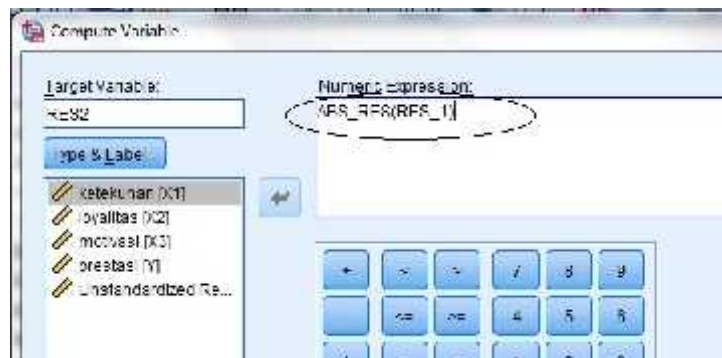 Compute Variable
Target Variable:
RES2
Numeric Expression:
ABS_RES(RES_1)
Type & Label...
ketekunan [X1]
loyalitas [X2]
motivasi [X3]
prestasi [Y]
Unstandardized Re...
+ < > 7 8 9
<= >= 4 5 6